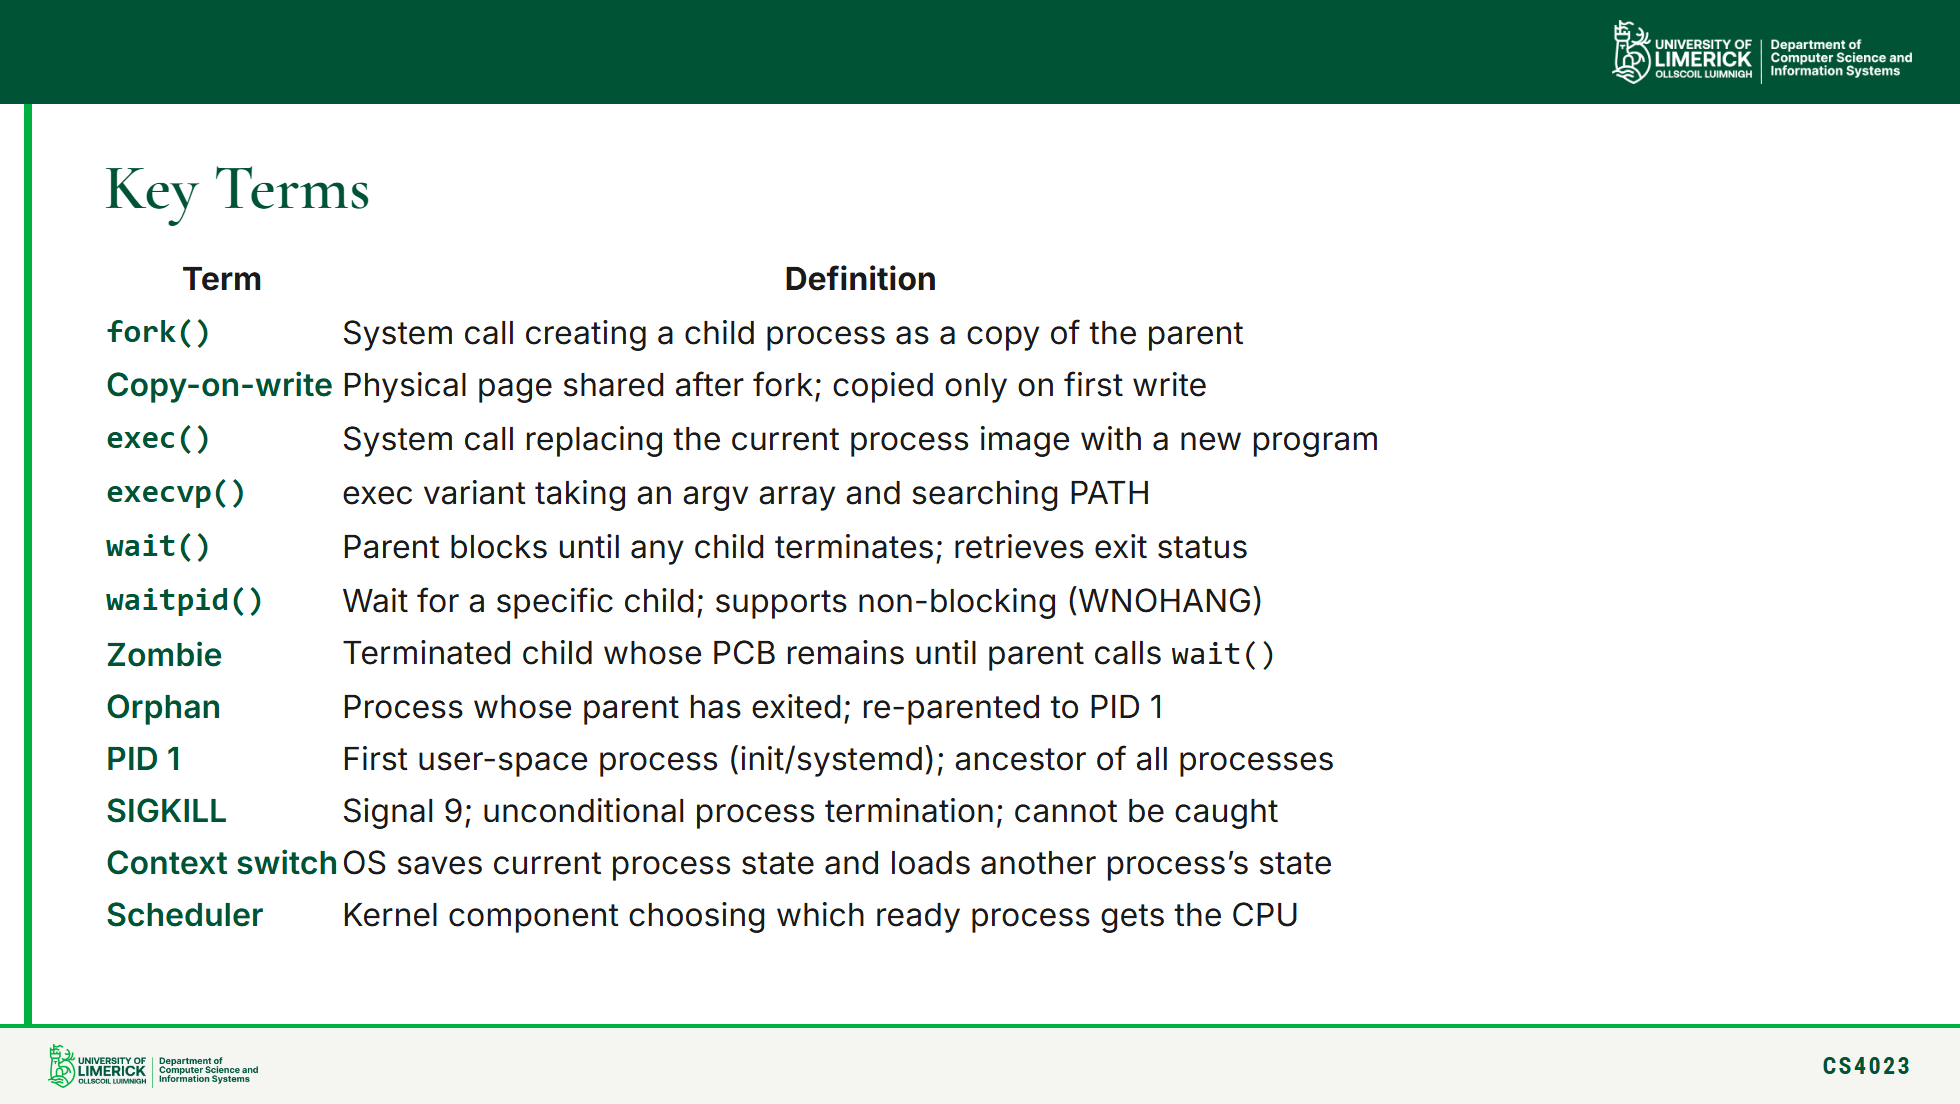 UNIVERSITY OF
LIMERICK
OLLSCOIL LUIMNIGH
Department of
Computer Science and
Information Systems
Key Terms
Term Definition
fork() System call creating a child process as a copy of the parent
Copy-on-write Physical page shared after fork; copied only on first write
exec() System call replacing the current process image with a new program
execvp() exec variant taking an argv array and searching PATH
wait() Parent blocks until any child terminates; retrieves exit status
waitpid() Wait for a specific child; supports non-blocking (WNOHANG)
Zombie Terminated child whose PCB remains until parent calls wait()
Orphan Process whose parent has exited; re-parented to PID 1
PID 1 First user-space process (init/systemd); ancestor of all processes
SIGKILL Signal 9; unconditional process termination; cannot be caught
Context switch OS saves current process state and loads another process’s state
Scheduler Kernel component choosing which ready process gets the CPU
UNIVERSITY OF
LIMERICK
OLLSCOIL LUIMNIGH
Department of
Computer Science and
Information Systems
CS4023